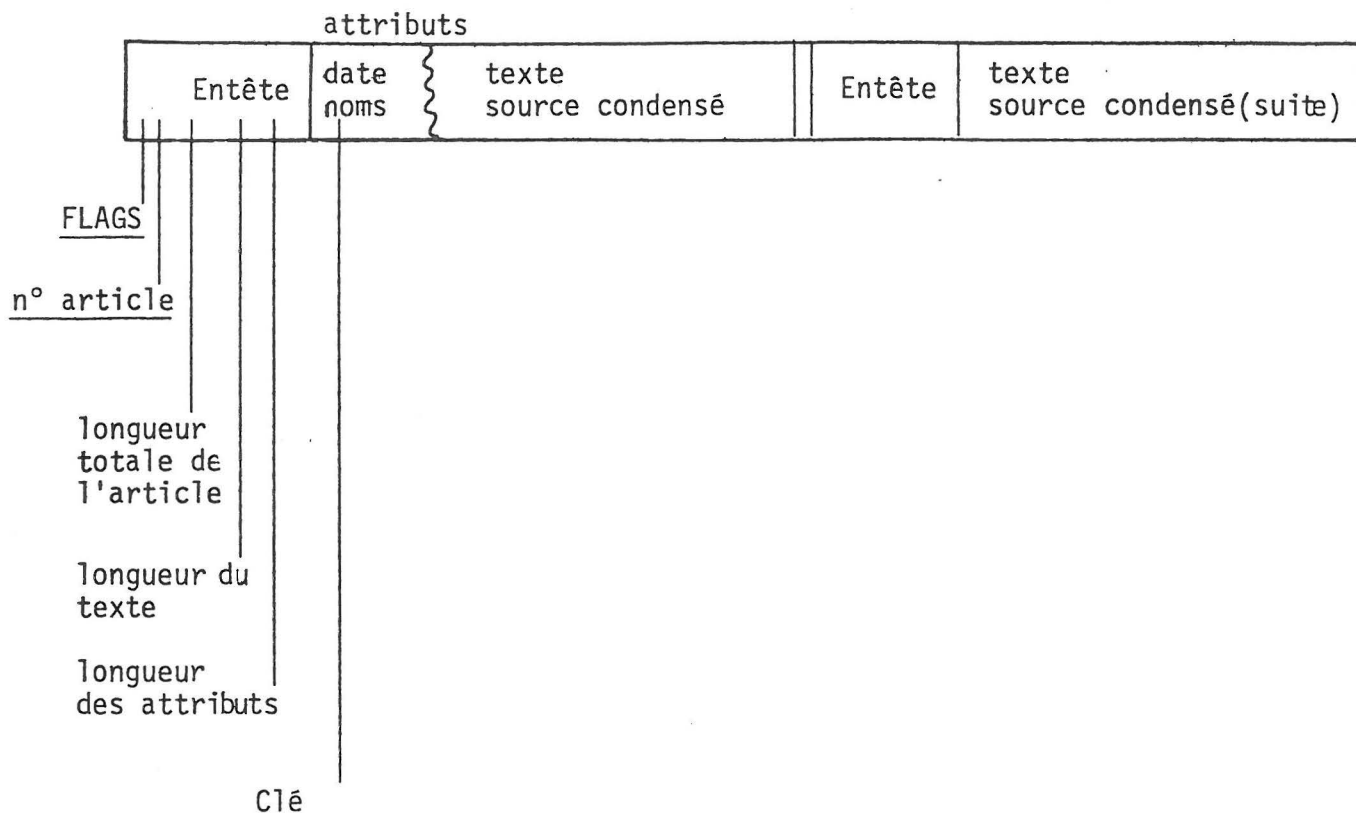 attributs
Entête
date
noms
texte
source condensé
Entête
texte
source condensé(suite)
FLAGS
n° article
longueur
totale de
l'article
longueur du
texte
longueur
des attributs
Clé